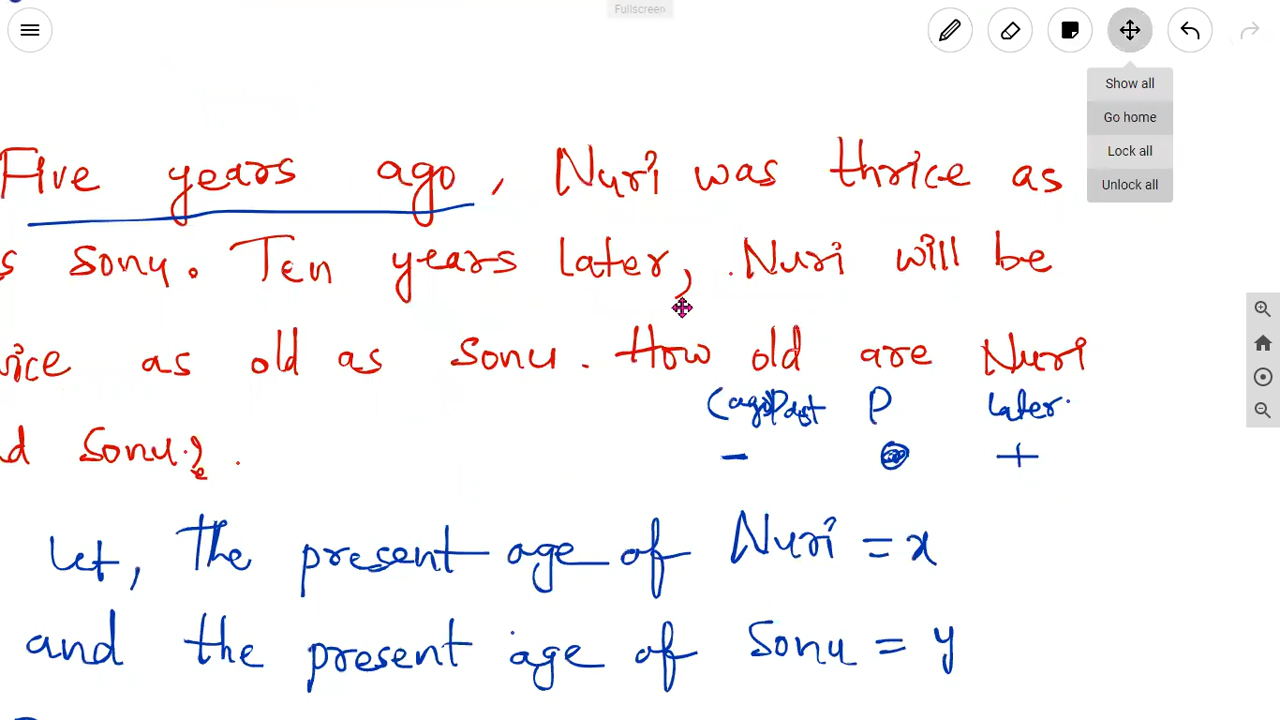 Fullscreen
Show all
Go home
Lock all
Unlock all
Five years ago, Nuri was thrice as
sonu. Ten years later, Nuri will be
as old as sonu. How old are Nuri
(ago)Past P later
Sonu?
- +
Let, The present age of Nuri = x
and the present age of Sonu = y